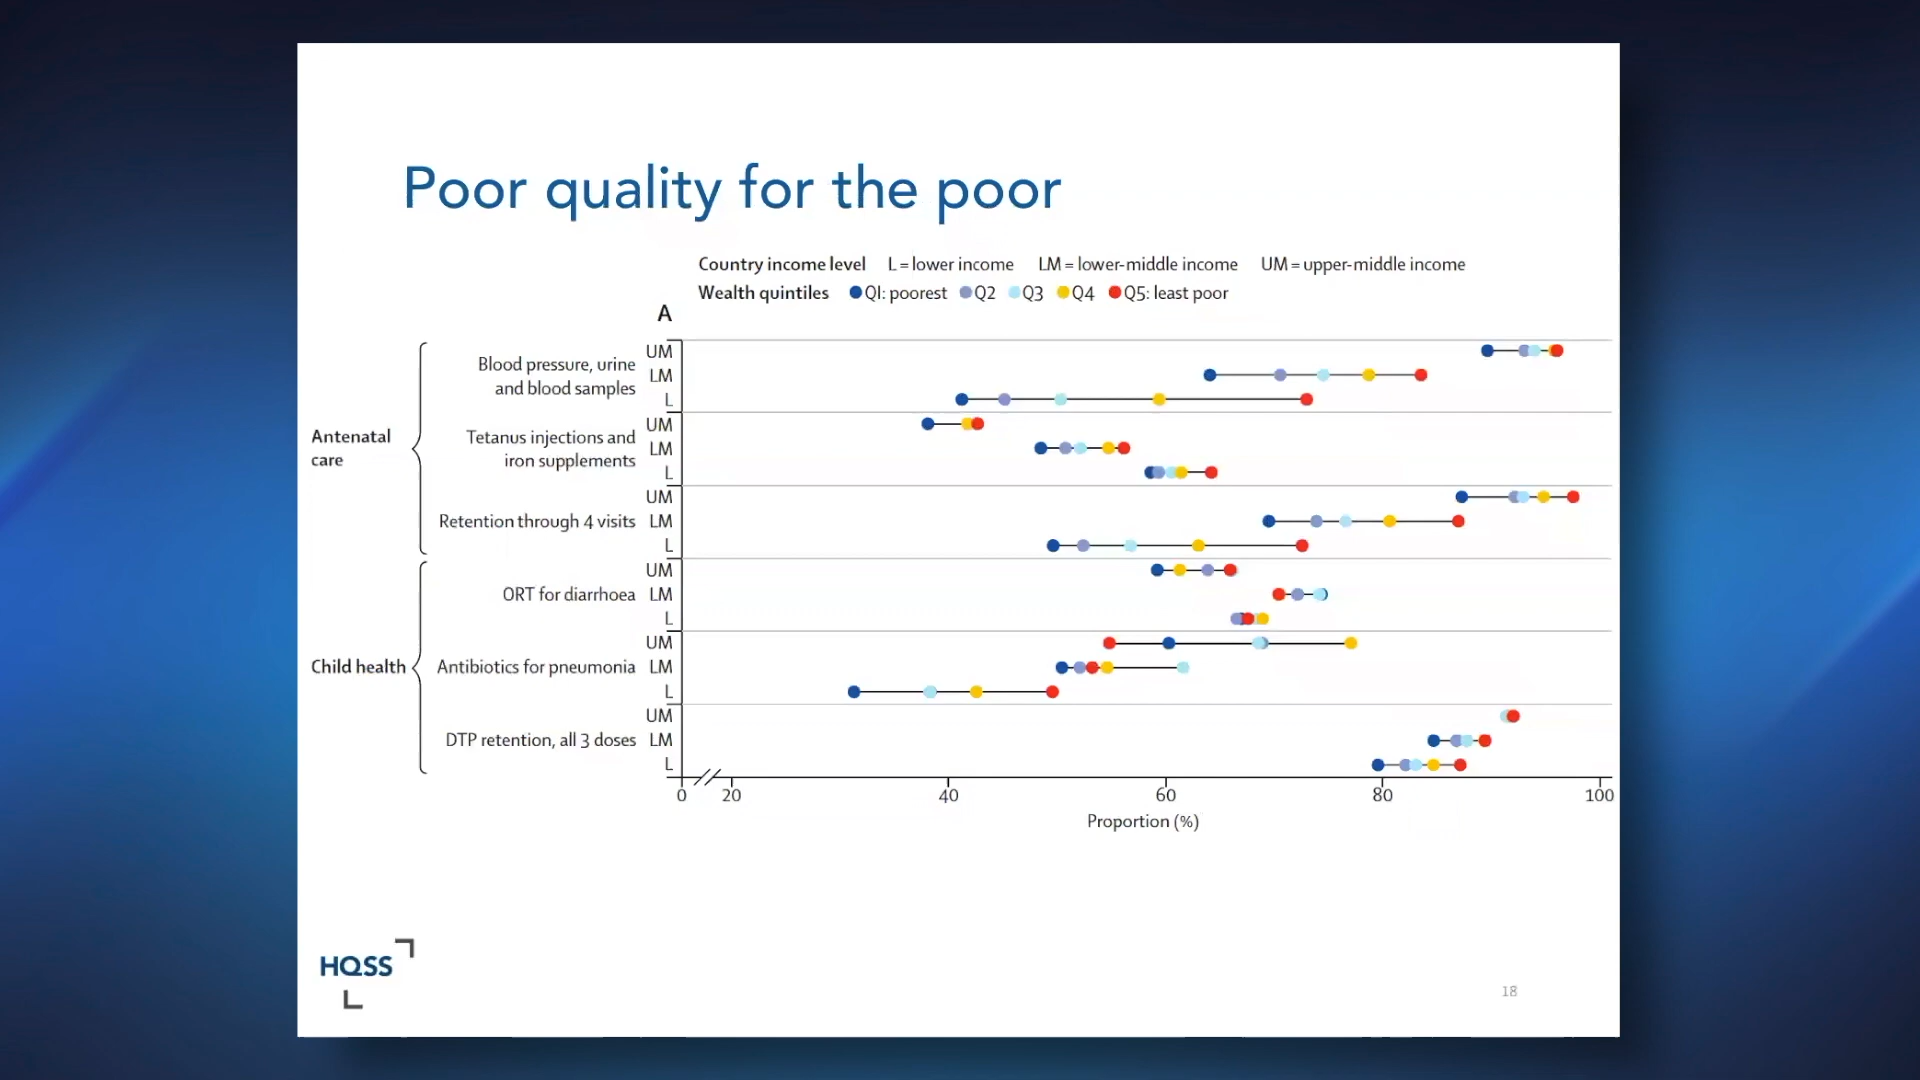 Poor quality for the poor
Country income level L = lower income LM = lower-middle income UM = upper-middle income
Wealth quintiles Q1: poorest Q2 Q3 Q4 Q5: least poor
A
Antenatal
care
Blood pressure, urine
and blood samples
UM
LM
L
Tetanus injections and
iron supplements
UM
LM
L
Retention through 4 visits
UM
LM
L
Child health
ORT for diarrhoea
UM
LM
L
Antibiotics for pneumonia
UM
LM
L
DTP retention, all 3 doses
UM
LM
L
0 20 40 60 80 100
Proportion (%)
HQSS
18